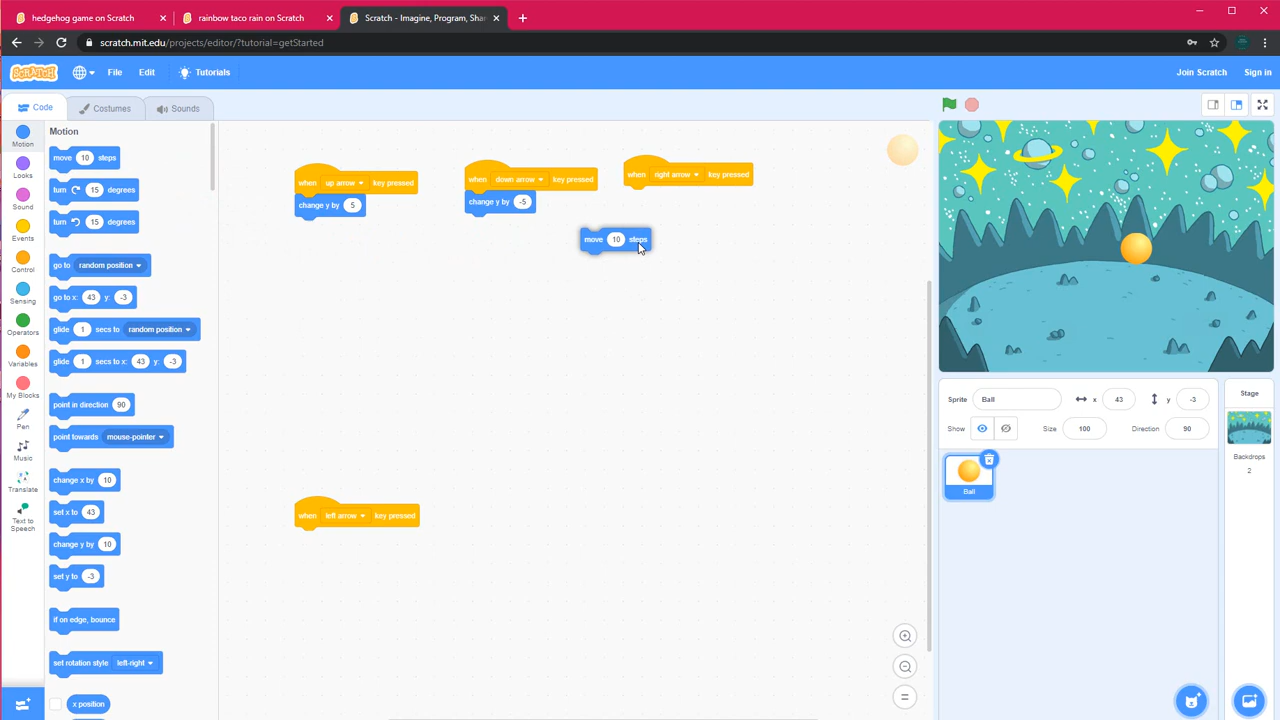 hedgehog game on Scratch
rainbow taco rain on Scratch
Scratch - Imagine, Program, Sha
scratch.mit.edu/projects/editor/?tutorial=getStarted
SCRATCH File Edit Tutorials Join Scratch Sign in
Code Costumes Sounds
Motion
Looks
Sound
Events
Control
Sensing
Operators
Variables
My Blocks
Pen
Music
Translate
Text to
Speech
Motion
move 10 steps
turn 15 degrees
turn 15 degrees
go to random position
go to x: 43 y: -3
glide 1 secs to random position
glide 1 secs to x: 43 y: -3
point in direction 90
point towards mouse-pointer
change x by 10
set x to 43
change y by 10
set y to -3
if on edge, bounce
set rotation style left-right
x position
when up arrow key pressed
change y by 5
when down arrow key pressed
change y by -5
when right arrow key pressed
move 10 steps
when left arrow key pressed
Sprite Ball x 43 y -3
Show Size 100 Direction 90
Ball
Stage
Backdrops
2